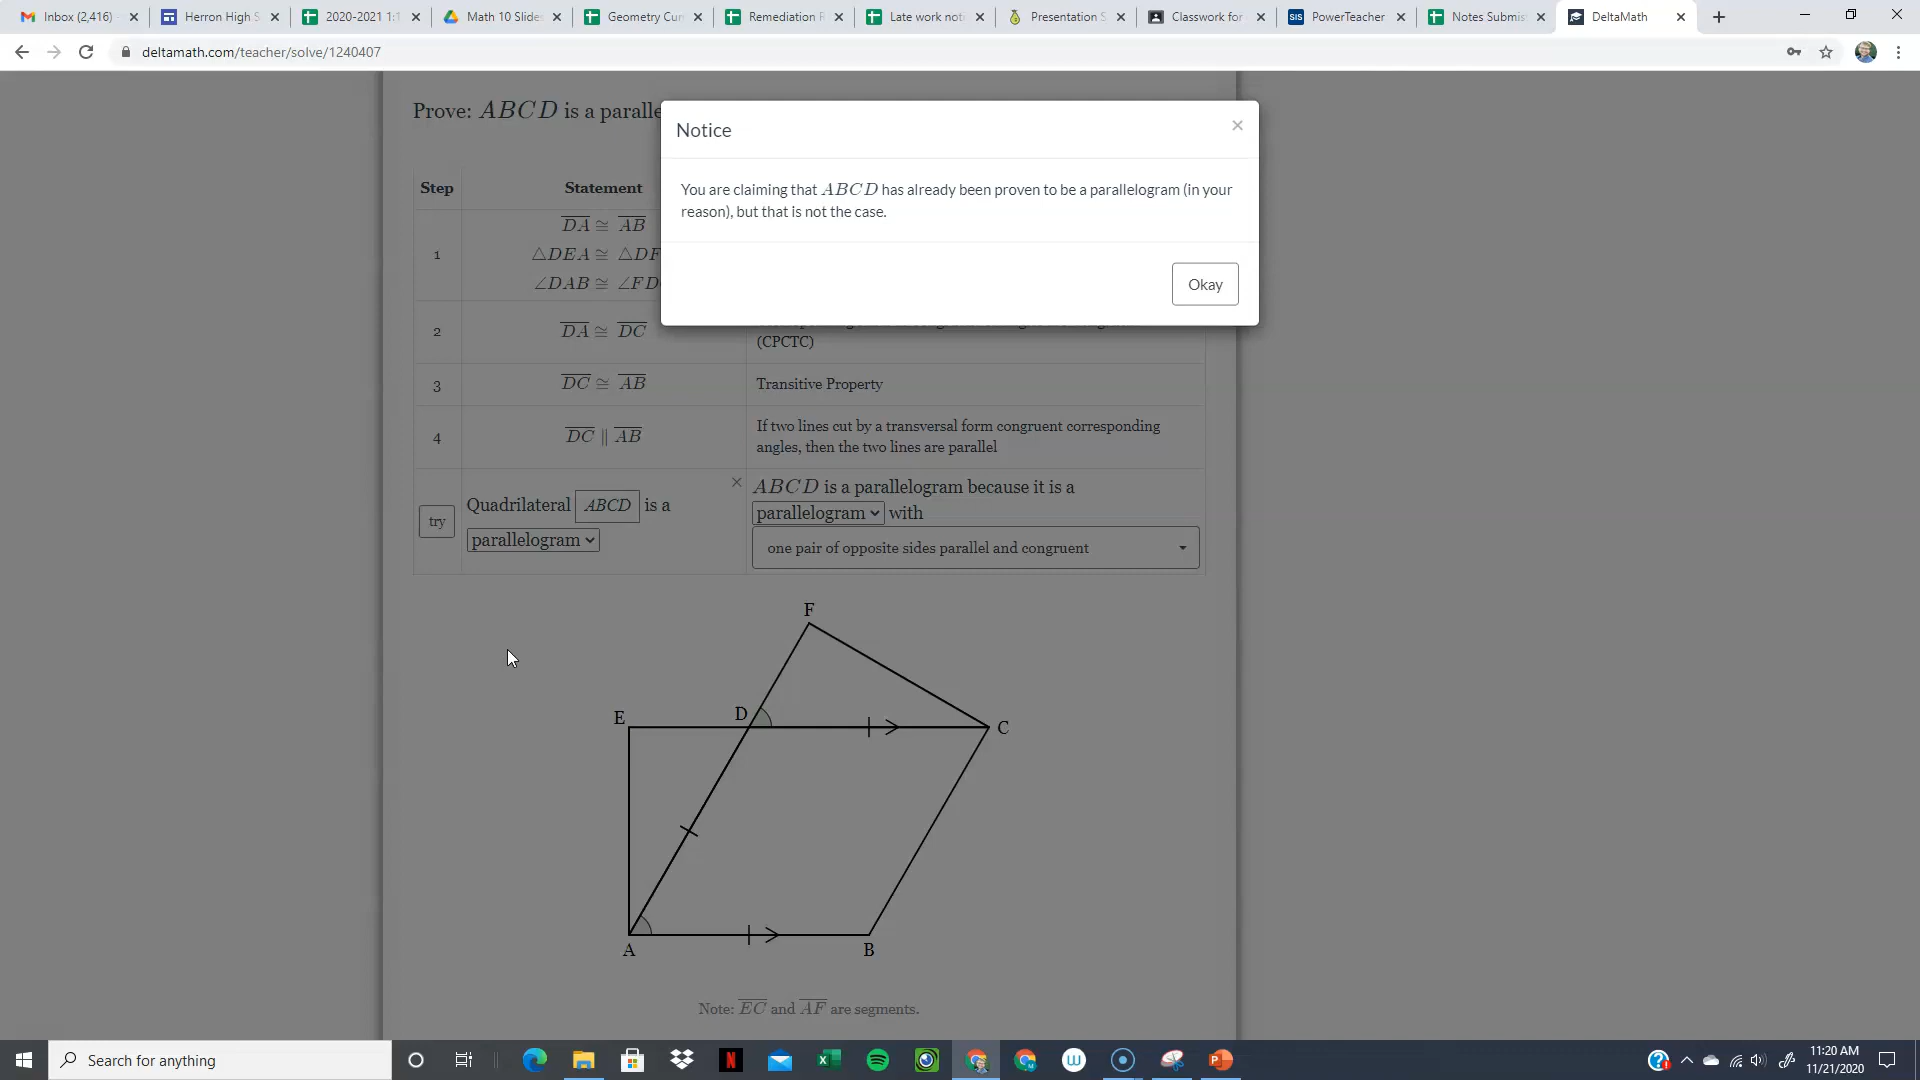 Inbox (2,416)
Herron High S
2020-2021 1:1
Math 10 Slide
Geometry Cur
Remediation F
Late work not
Presentation S
Classwork for
SIS PowerTeacher
Notes Submis
DeltaMath
deltamath.com/teacher/solve/1240407
Prove: ABCD is a paralle
Notice
You are claiming that ABCD has already been proven to be a parallelogram (in your
reason), but that is not the case.
Okay
Step Statement
1
DA ≅ AB
△DEA ≅ △DF
∠DAB ≅ ∠FD
2 DA ≅ DC
(CPCTC)
3 DC ≅ AB Transitive Property
4 DC ∥ AB
If two lines cut by a transversal form congruent corresponding
angles, then the two lines are parallel
try
Quadrilateral ABCD is a
parallelogram
ABCD is a parallelogram because it is a
parallelogram with
one pair of opposite sides parallel and congruent
F
E
D
C
A
B
Note: EC and AF are segments.
Search for anything
11:20 AM
11/21/2020